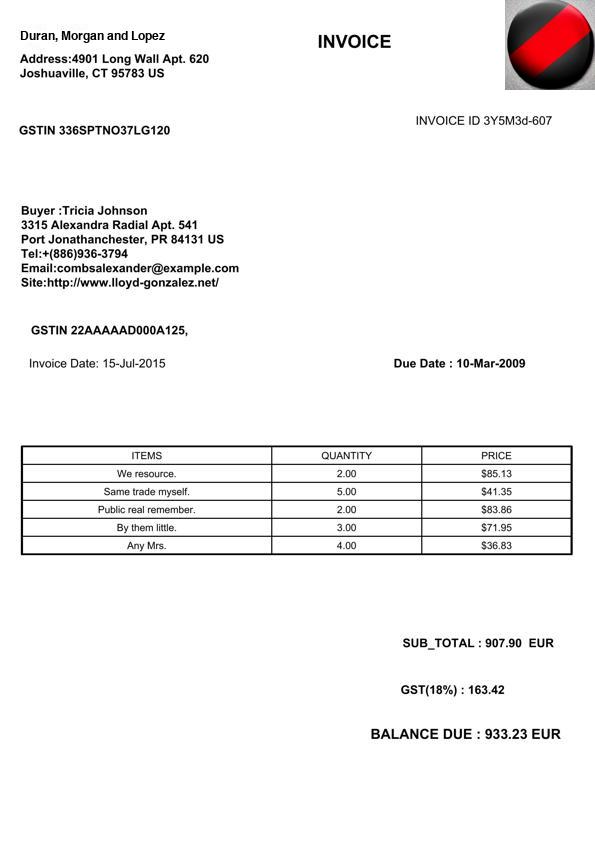 Duran, Morgan and Lopez
INVOICE
Address:4901 Long Wall Apt. 620
Joshuaville, CT 95783 US
INVOICE ID 3Y5M3d-607
GSTIN 336SPTNO37LG120
Buyer :Tricia Johnson
3315 Alexandra Radial Apt. 541
Port Jonathanchester, PR 84131 US
Tel:+(886)936-3794
Email:combsalexander@example.com
Site:http://www.lloyd-gonzalez.net/
GSTIN 22AAAAAD000A125,
Invoice Date: 15-Jul-2015 Due Date : 10-Mar-2009
ITEMS QUANTITY PRICE
We resource. 2.00 $85.13
Same trade myself. 5.00 $41.35
Public real remember. 2.00 $83.86
By them little. 3.00 $71.95
Any Mrs. 4.00 $36.83
SUB_TOTAL : 907.90 EUR
GST(18%) : 163.42
BALANCE DUE : 933.23 EUR